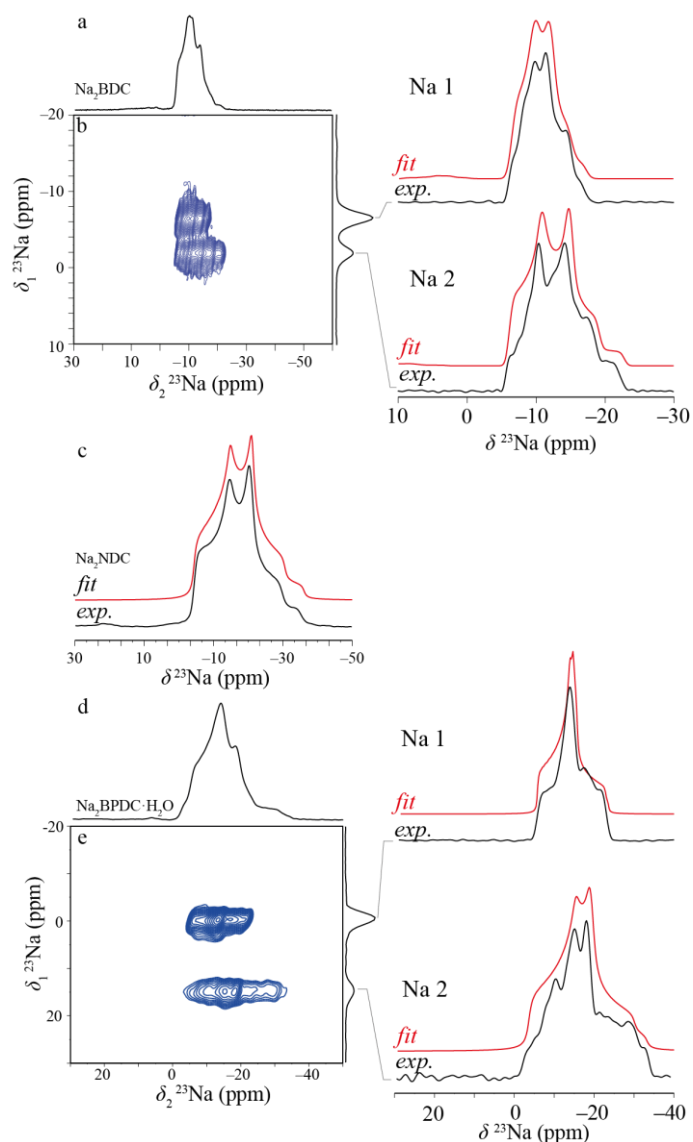 a
Na₂BDC
b
–20
–10
0
10
δ₁ ²³Na (ppm)
30 10 –10 –30 –50
δ₂ ²³Na (ppm)
Na 1
fit
exp.
Na 2
fit
exp.
10 0 –10 –20 –30
δ ²³Na (ppm)
c
Na₂NDC
fit
exp.
30 10 –10 –30 –50
δ ²³Na (ppm)
d
Na₂BPDC·H₂O
e
-20
0
20
δ₁ ²³Na (ppm)
20 0 –20 –40
δ₂ ²³Na (ppm)
Na 1
fit
exp.
Na 2
fit
exp.
20 0 –20 –40
δ ²³Na (ppm)